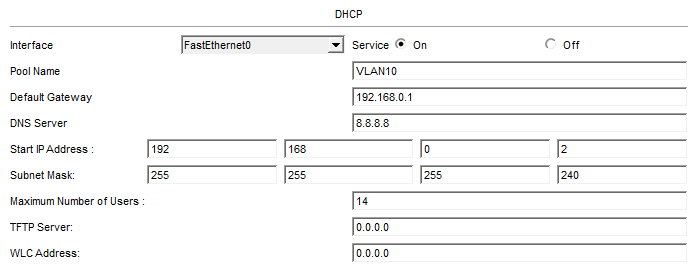 DHCP
Interface FastEthernet0 Service On Off
Pool Name VLAN10
Default Gateway 192.168.0.1
DNS Server 8.8.8.8
Start IP Address : 192 168 0 2
Subnet Mask: 255 255 255 240
Maximum Number of Users : 14
TFTP Server: 0.0.0.0
WLC Address: 0.0.0.0